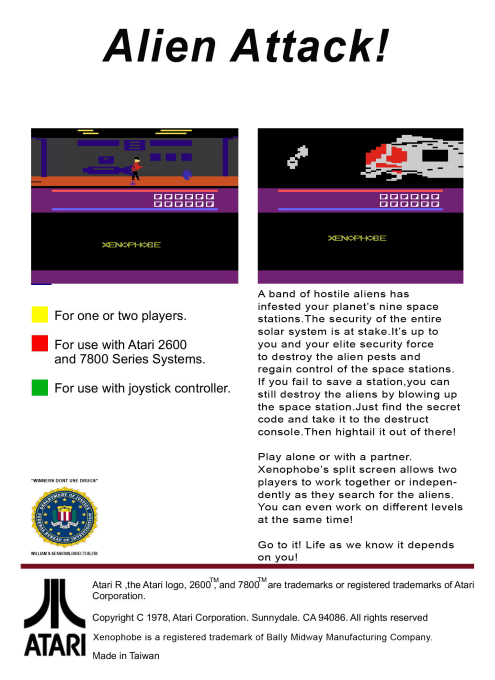 Alien Attack!
XENOPHOBE
XENOPHOBE
For one or two players.
For use with Atari 2600
and 7800 Series Systems.
For use with joystick controller.
A band of hostile aliens has
infested your planet's nine space
stations.The security of the entire
solar system is at stake.It's up to
you and your elite security force
to destroy the alien pests and
regain control of the space stations.
If you fail to save a station,you can
still destroy the aliens by blowing up
the space station.Just find the secret
code and take it to the destruct
console.Then hightail it out of there!
Play alone or with a partner.
Xenophobe's split screen allows two
players to work together or indepen-
dently as they search for the aliens.
You can even work on different levels
at the same time!
Go to it! Life as we know it depends
on you!
"WINNERS DONT USE DRUGS"
DEPARTMENT OF JUSTICE
FEDERAL BUREAU OF INVESTIGATION
WILLIAM S.SESSIONS,DIRECTOR,FBI
ATARI
Atari R ,the Atari logo, 2600TM, and 7800TM are trademarks or registered trademarks of Atari
Corporation.
Copyright C 1978, Atari Corporation. Sunnydale. CA 94086. All rights reserved
Xenophobe is a registered trademark of Bally Midway Manufacturing Company.
Made in Taiwan